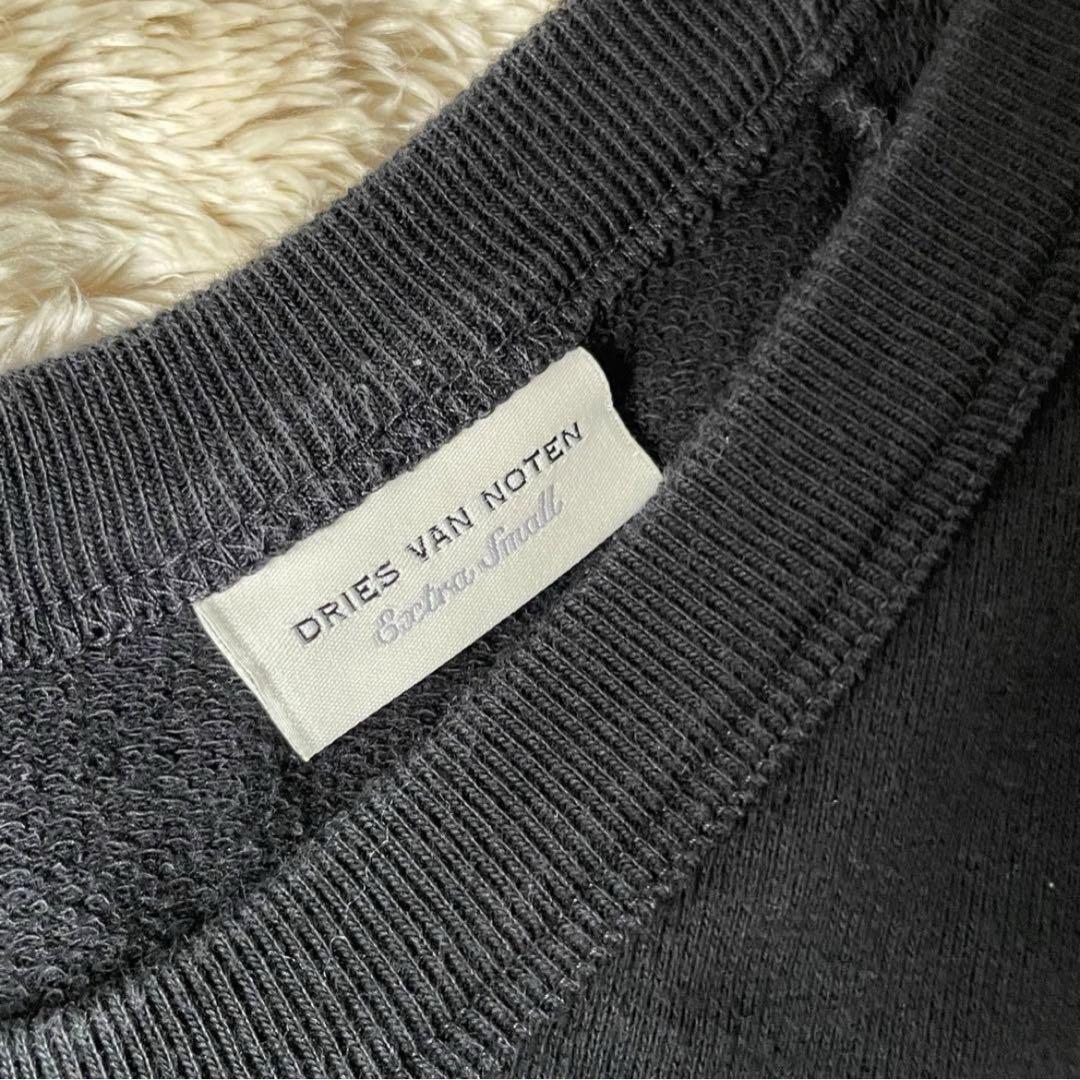 DRIES VAN NOTEN
Extra Small